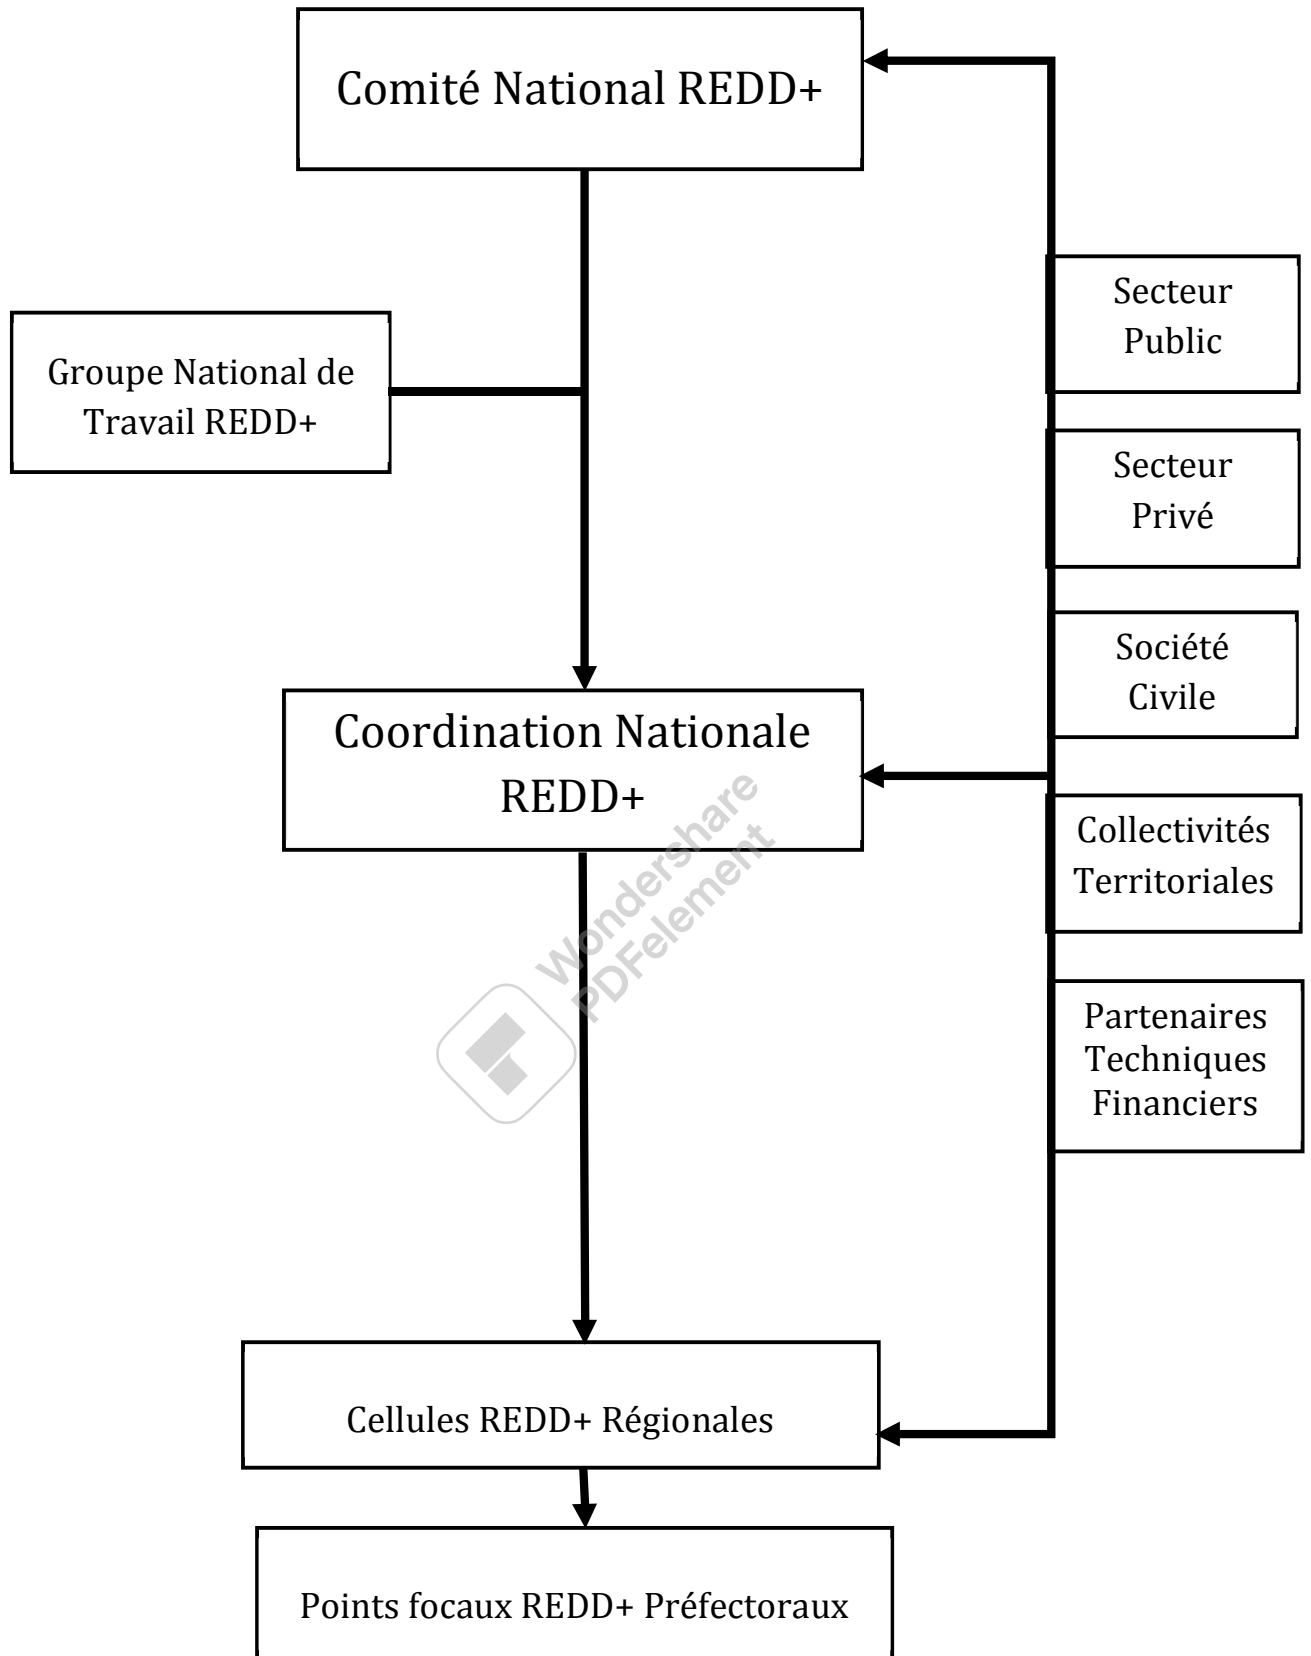 Comité National REDD+
Secteur
Public
Groupe National de
Travail REDD+
Secteur
Privé
Société
Civile
Coordination Nationale
REDD+
Collectivités
Territoriales
Wondershare
PDFelement
Partenaires
Techniques
Financiers
Cellules REDD+ Régionales
Points focaux REDD+ Préfectoraux